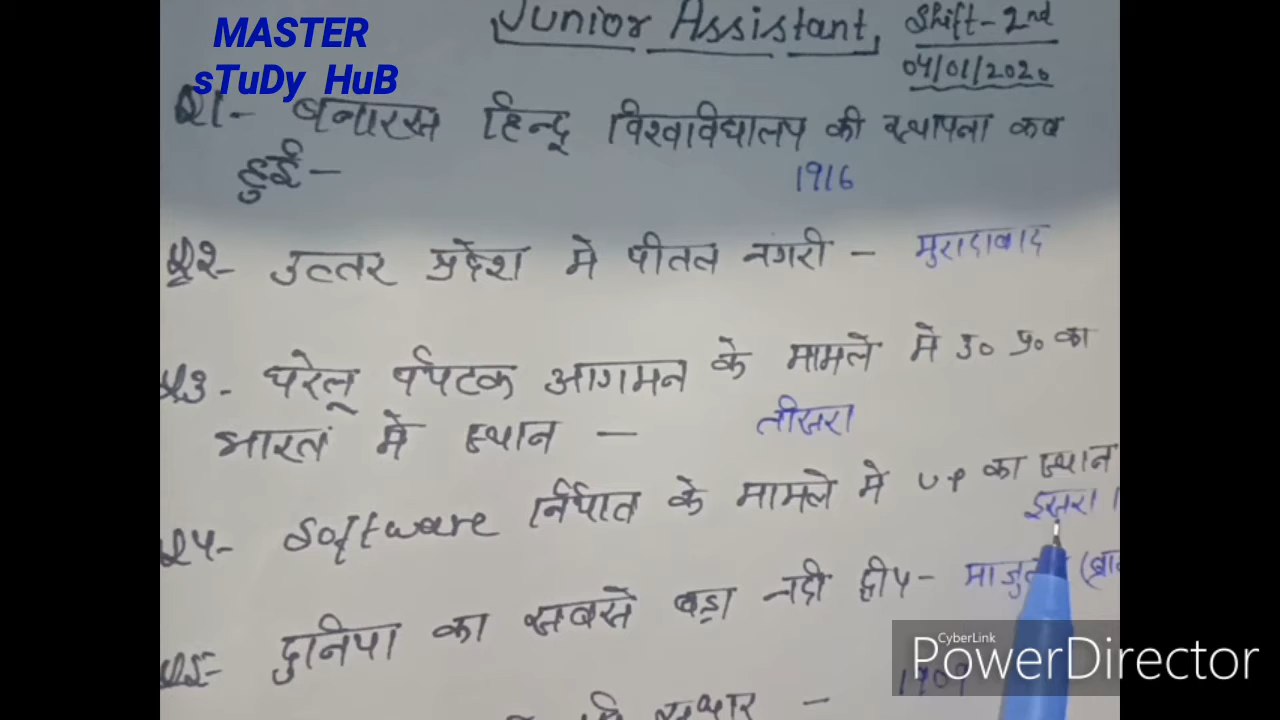 MASTER
sTuDy HuB
Junior Assistant, Shift-2nd
04/01/2020
Q1- बनारस हिन्दू विश्वाविद्यालय की स्थापना कब
हुई- 1916
Q2- उत्तर प्रदेश मे पीतल नगरी - मुरादाबाद
Q3- घरेलू पर्यटक आगमन के मामले मे उ० प्र० का
भारत मे स्थान - तीसरा
Q4- Software निर्यात के मामले मे UP का स्थान
दूसरा।
Q5- दुनिया का सबसे बड़ा नदी द्वीप-
1909
CyberLink
PowerDirector